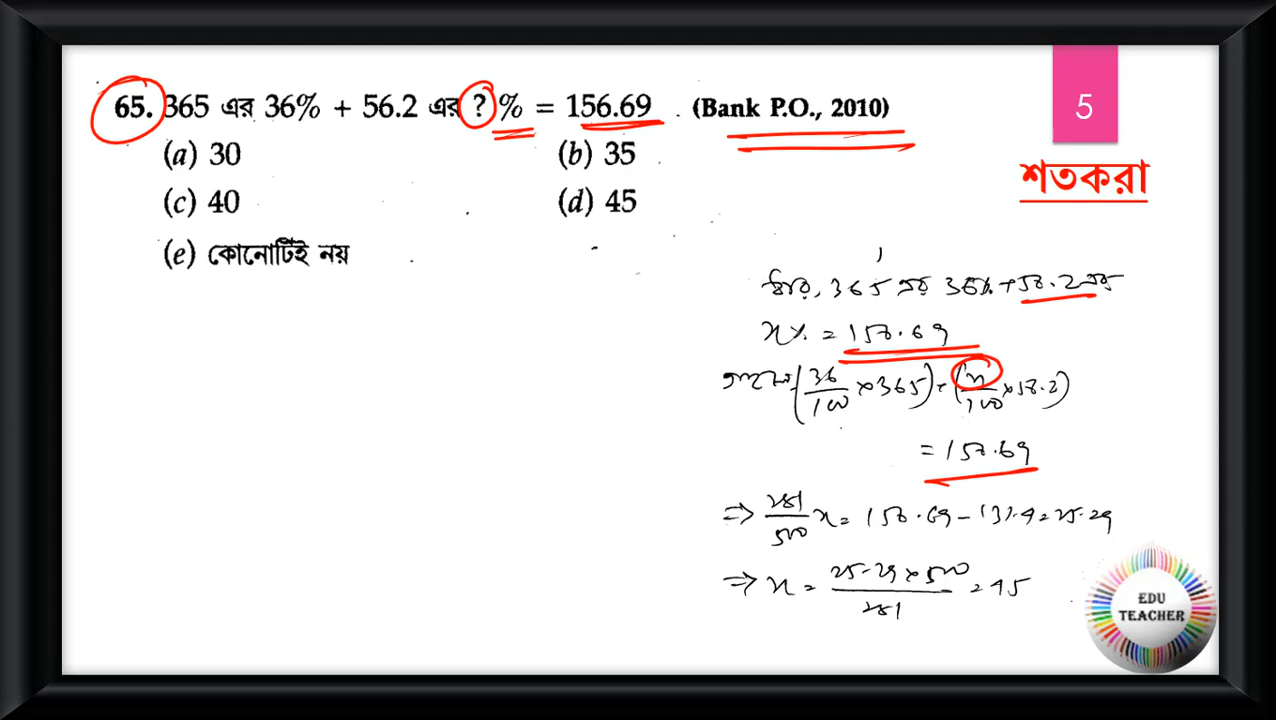 65. 365 এর 36% + 56.2 এর ? % = 156.69 (Bank P.O., 2010)
(a) 30 (b) 35
(c) 40 (d) 45
(e) কোনোটিই নয়
5
শতকরা
ধরি, 365 এর 36% + 56.2 এর
x% = 156.69
(36/100 × 365) + (x/100 × 56.2)
= 156.69
⇒ 281/500 x = 156.69 − 131.4 = 25.29
⇒ x = 25.29 × 500 / 281 = 45
EDU
TEACHER